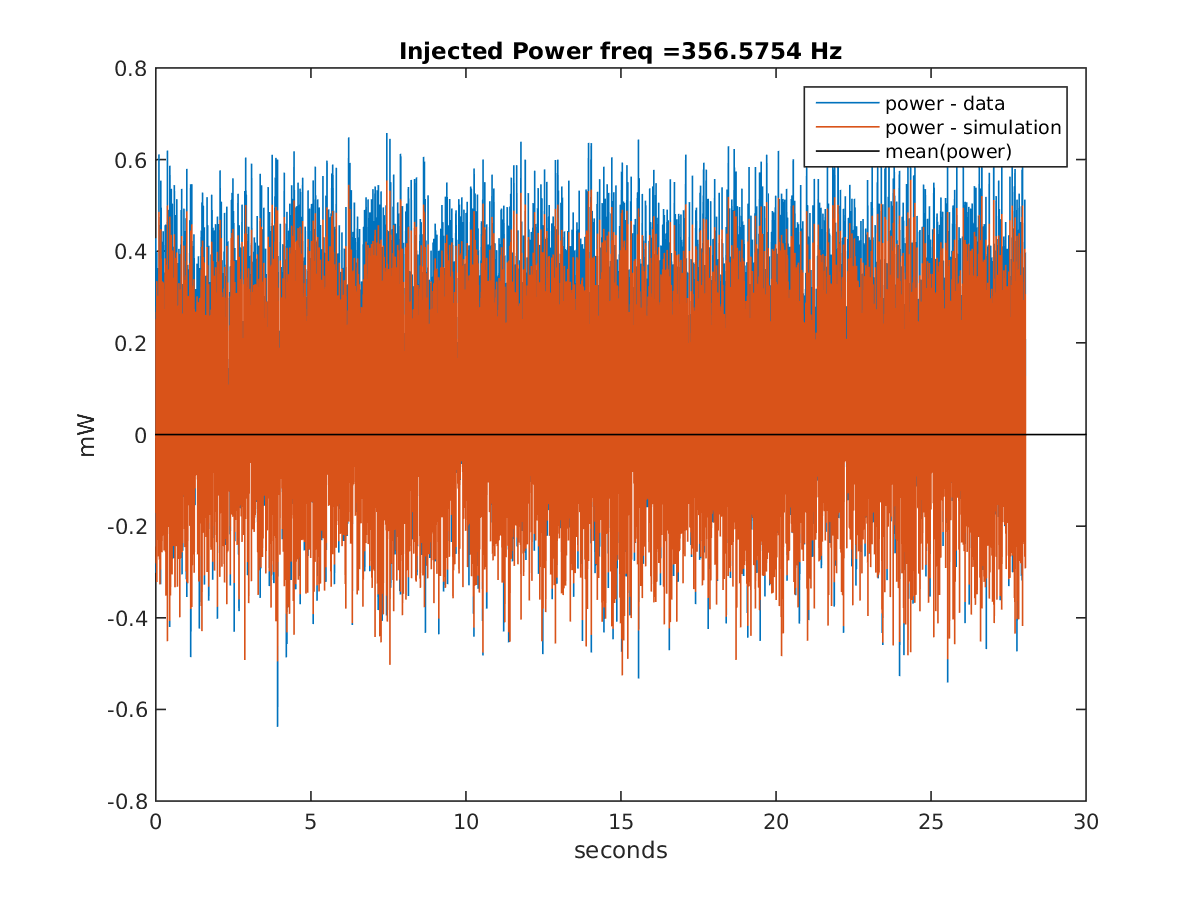 Injected Power freq =356.5754 Hz
power - data
power - simulation
mean(power)
0.8
0.6
0.4
0.2
0
-0.2
-0.4
-0.6
-0.8
mW
0 5 10 15 20 25 30
seconds